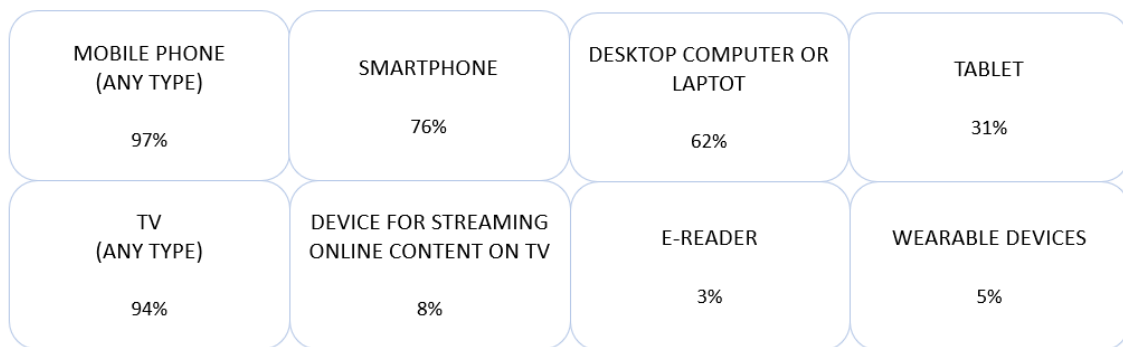 MOBILE PHONE
(ANY TYPE)
97%
SMARTPHONE
76%
DESKTOP COMPUTER OR
LAPTOT
62%
TABLET
31%
TV
(ANY TYPE)
94%
DEVICE FOR STREAMING
ONLINE CONTENT ON TV
8%
E-READER
3%
WEARABLE DEVICES
5%